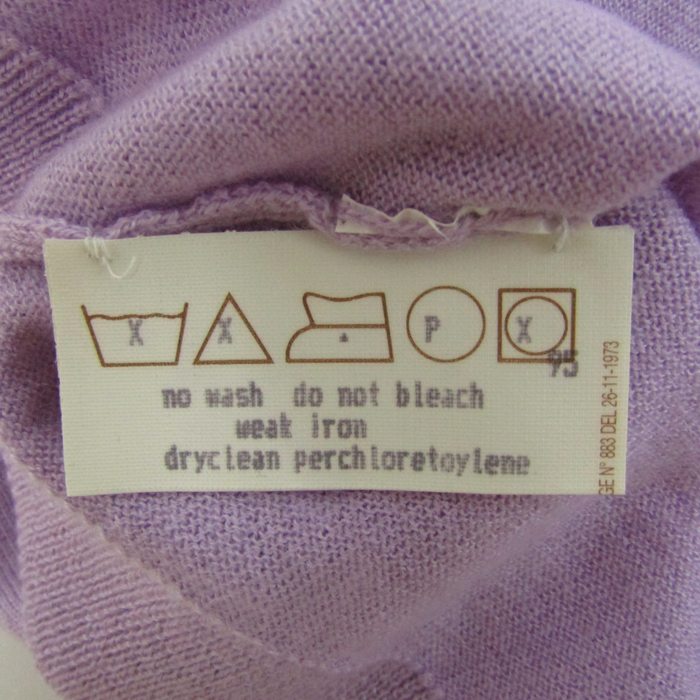 X X P X
95
no wash do not bleach
weak iron
dryclean perchloretoylene
GE N° 883 DEL 26-11-1973